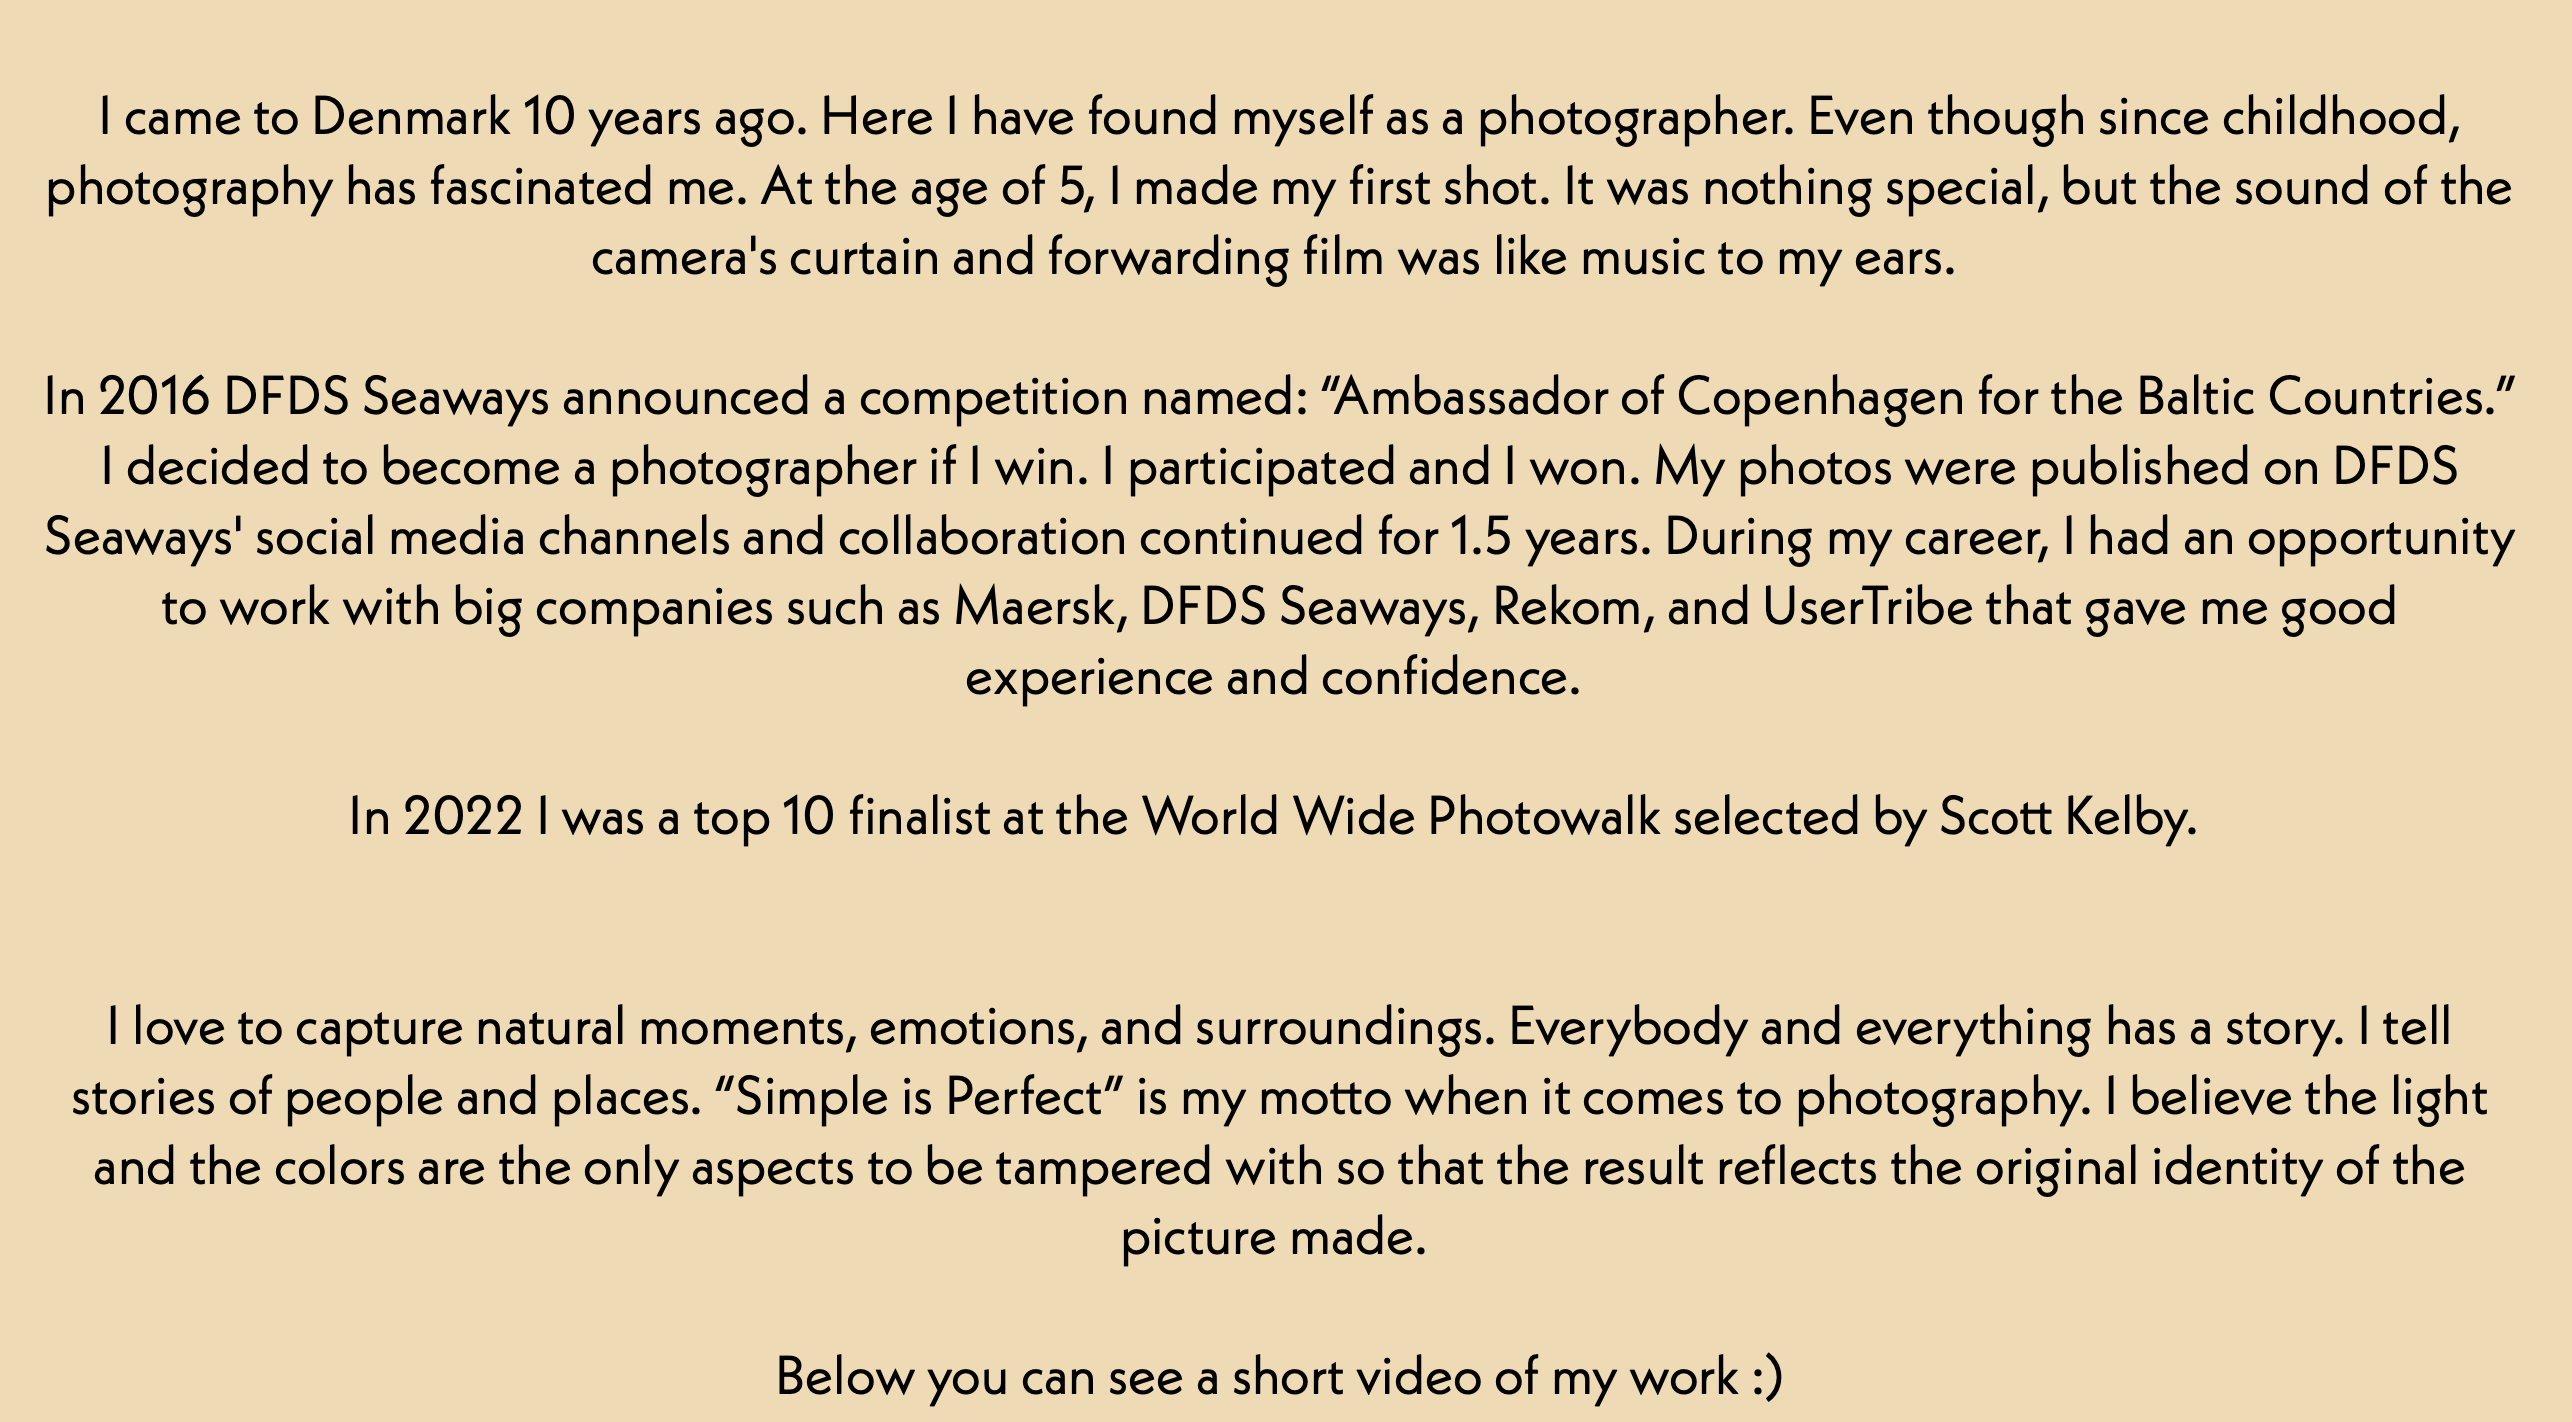 I came to Denmark 10 years ago. Here I have found myself as a photographer. Even though since childhood,
photography has fascinated me. At the age of 5, I made my first shot. It was nothing special, but the sound of the
camera's curtain and forwarding film was like music to my ears.
In 2016 DFDS Seaways announced a competition named: “Ambassador of Copenhagen for the Baltic Countries.”
I decided to become a photographer if I win. I participated and I won. My photos were published on DFDS
Seaways' social media channels and collaboration continued for 1.5 years. During my career, I had an opportunity
to work with big companies such as Maersk, DFDS Seaways, Rekom, and UserTribe that gave me good
experience and confidence.
In 2022 I was a top 10 finalist at the World Wide Photowalk selected by Scott Kelby.
I love to capture natural moments, emotions, and surroundings. Everybody and everything has a story. I tell
stories of people and places. “Simple is Perfect” is my motto when it comes to photography. I believe the light
and the colors are the only aspects to be tampered with so that the result reflects the original identity of the
picture made.
Below you can see a short video of my work :)